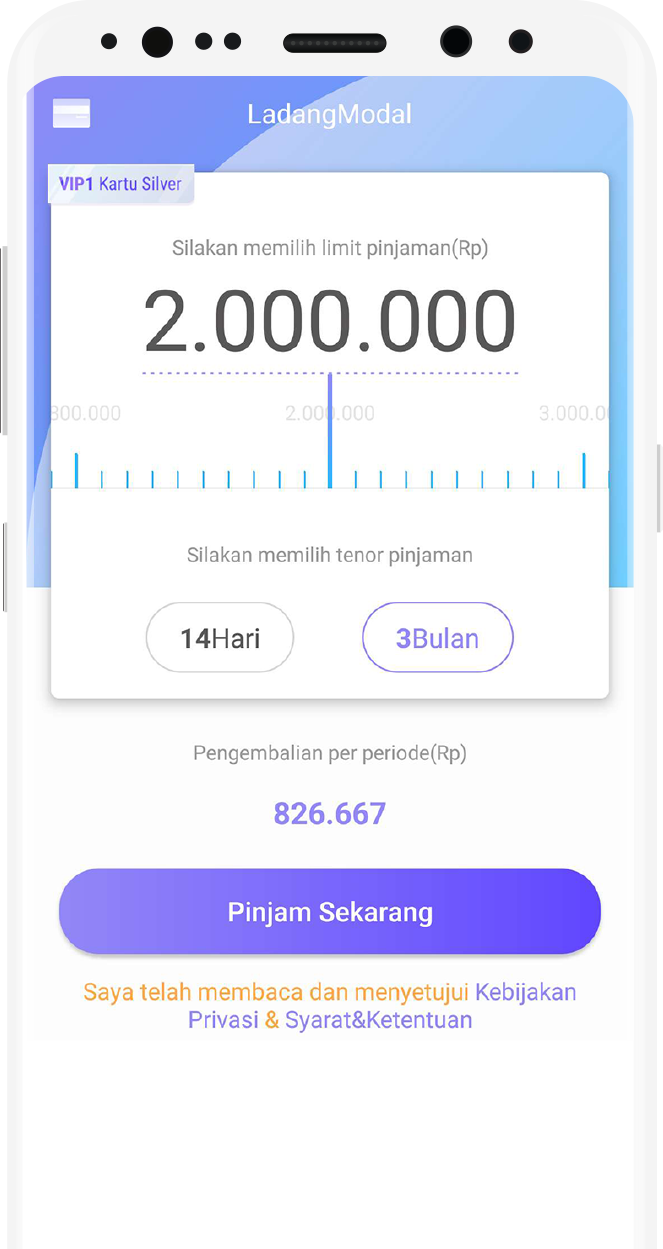 LadangModal
VIP1 Kartu Silver
Silakan memilih limit pinjaman(Rp)
2.000.000
800.000 2.000.000 3.000.0
Silakan memilih tenor pinjaman
14Hari 3Bulan
Pengembalian per periode(Rp)
826.667
Pinjam Sekarang
Saya telah membaca dan menyetujui Kebijakan
Privasi & Syarat&Ketentuan